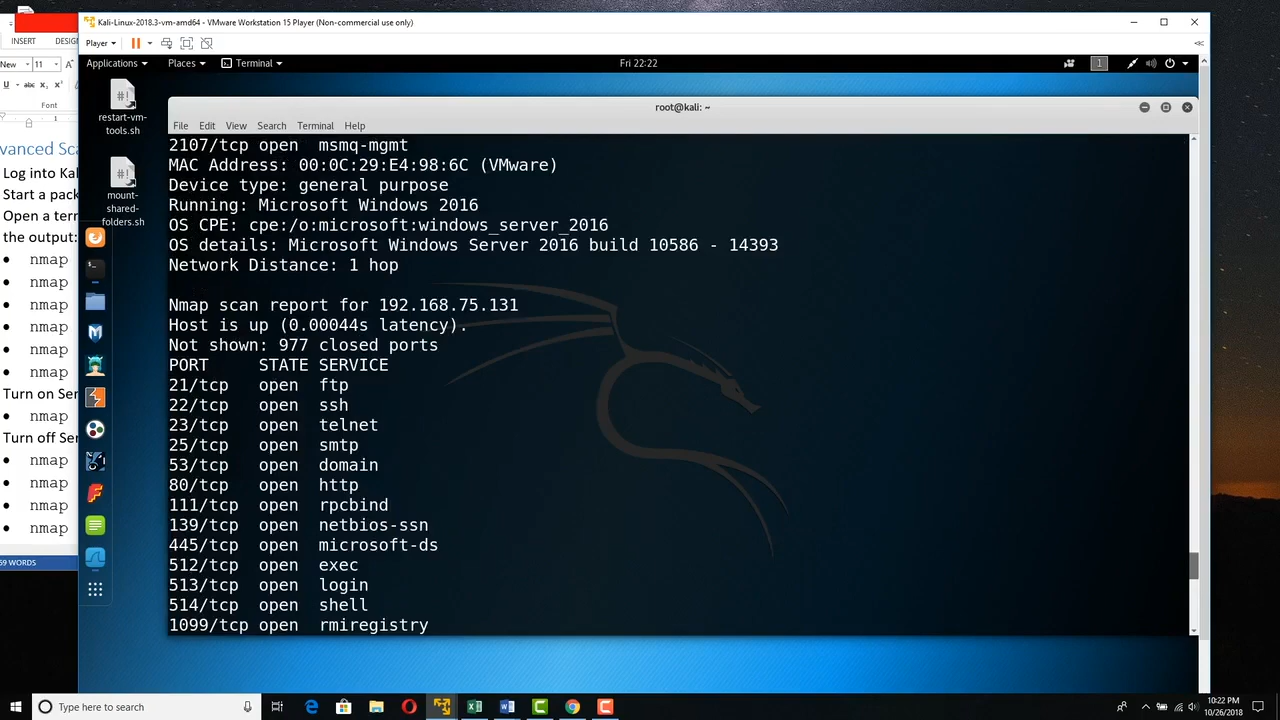 Kali-Linux-2018.3-vm-amd64 - VMware Workstation 15 Player (Non-commercial use only)
INSERT
DESIG
Player
Applications
Places
Terminal
Fri 22:22
1
New
11
Font
restart-vm-
tools.sh
mount-
shared-
folders.sh
root@kali: ~
File Edit View Search Terminal Help
2107/tcp open msmq-mgmt
MAC Address: 00:0C:29:E4:98:6C (VMware)
Device type: general purpose
Running: Microsoft Windows 2016
OS CPE: cpe:/o:microsoft:windows_server_2016
OS details: Microsoft Windows Server 2016 build 10586 - 14393
Network Distance: 1 hop
Nmap scan report for 192.168.75.131
Host is up (0.00044s latency).
Not shown: 977 closed ports
PORT STATE SERVICE
21/tcp open ftp
22/tcp open ssh
23/tcp open telnet
25/tcp open smtp
53/tcp open domain
80/tcp open http
111/tcp open rpcbind
139/tcp open netbios-ssn
445/tcp open microsoft-ds
512/tcp open exec
513/tcp open login
514/tcp open shell
1099/tcp open rmiregistry
vanced Sca
Log into Kal
Start a pack
Open a term
the output:
nmap
nmap
nmap
nmap
nmap
nmap
Turn on Ser
nmap
Turn off Ser
nmap
nmap
nmap
nmap
69 WORDS
Type here to search
10:22 PM
10/26/2018